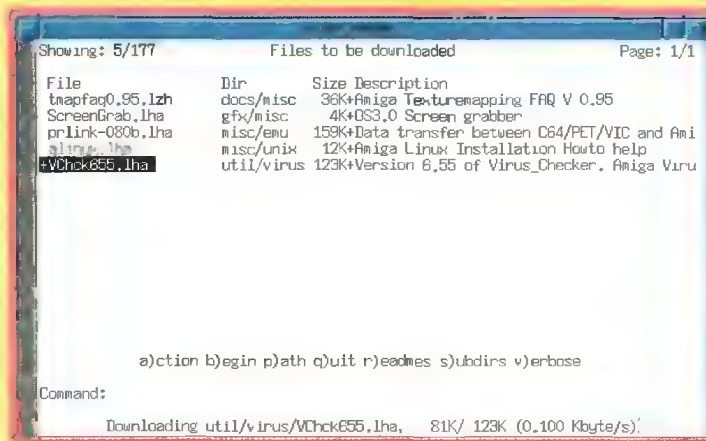 Showing: 5/177 Files to be downloaded Page: 1/1
File Dir Size Description
tmapfaq0.95.lzh docs/misc 36K+Amiga Texturemapping FAQ V 0.95
ScreenGrab.lha gfx/misc 4K+OS3.0 Screen grabber
prlink-080b.lha misc/emu 159K+Data transfer between C64/PET/VIC and Ami
alinux.lha misc/unix 12K+Amiga Linux Installation Howto help
+VChck655.lha util/virus 123K+Version 6.55 of Virus_Checker. Amiga Viru
a)ction b)egin p)ath q)uit r)eadmes s)ubdirs v)erbose
Command:
Downloading util/virus/VChck655.lha, 81K/ 123K (0.100 Kbyte/s).